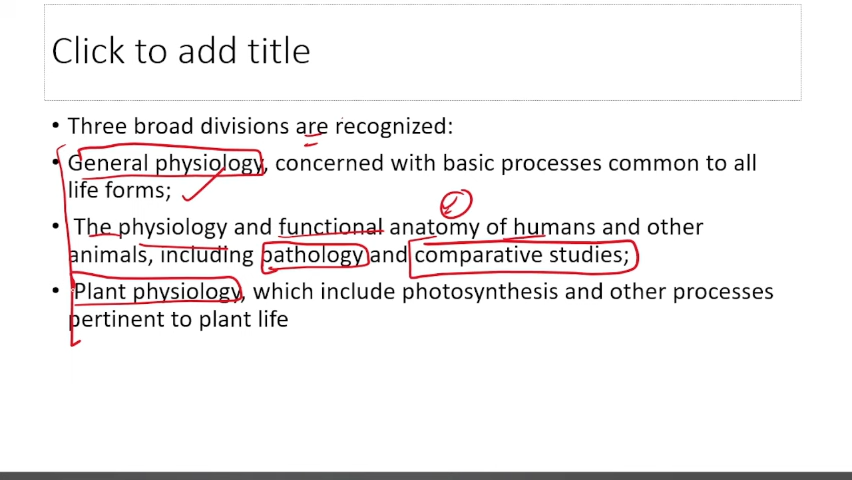 Click to add title
• Three broad divisions are recognized:
• General physiology, concerned with basic processes common to all
life forms;
• The physiology and functional anatomy of humans and other
animals, including pathology and comparative studies;
• Plant physiology, which include photosynthesis and other processes
pertinent to plant life